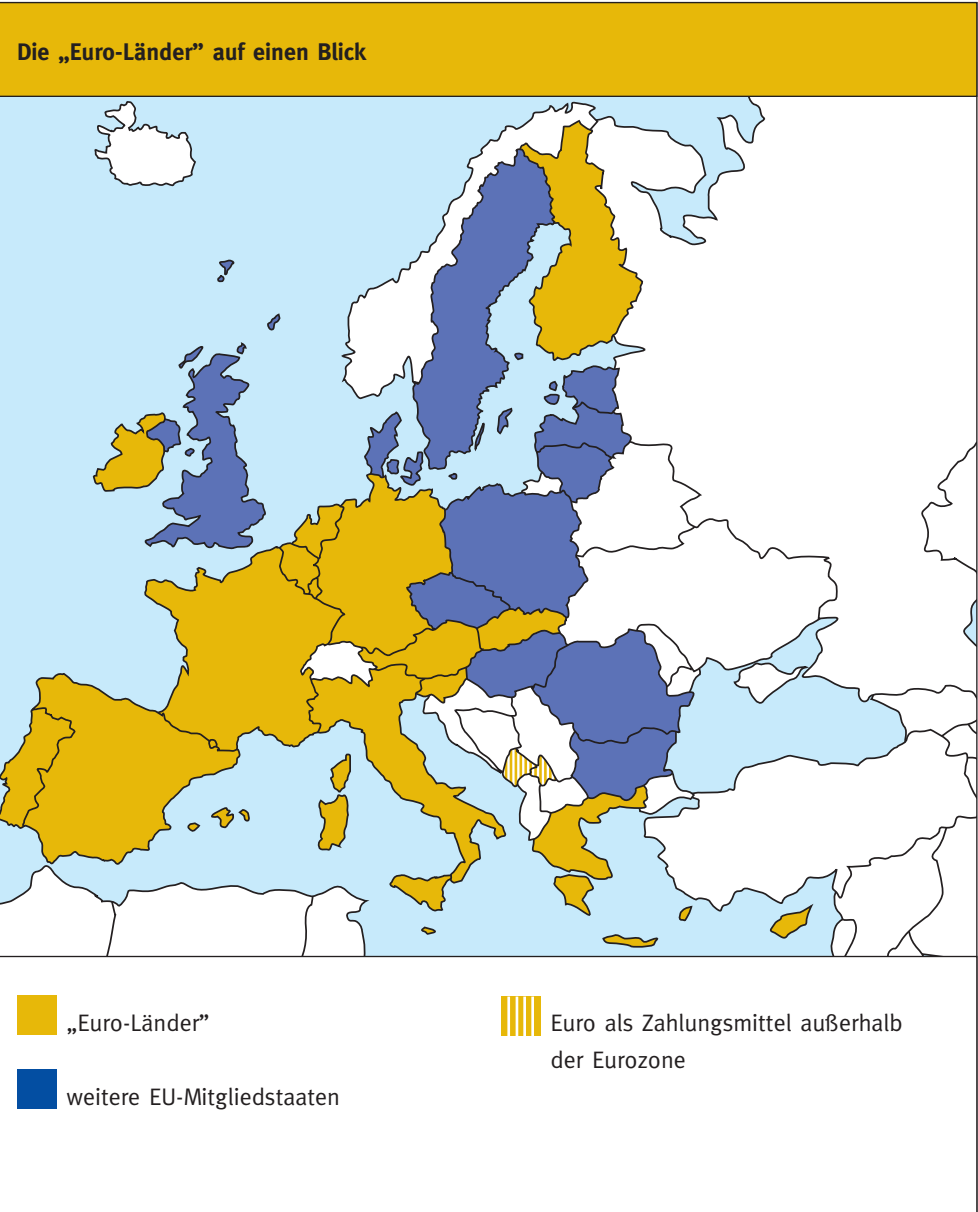 Die „Euro-Länder” auf einen Blick
„Euro-Länder”
weitere EU-Mitgliedstaaten
Euro als Zahlungsmittel außerhalb
der Eurozone